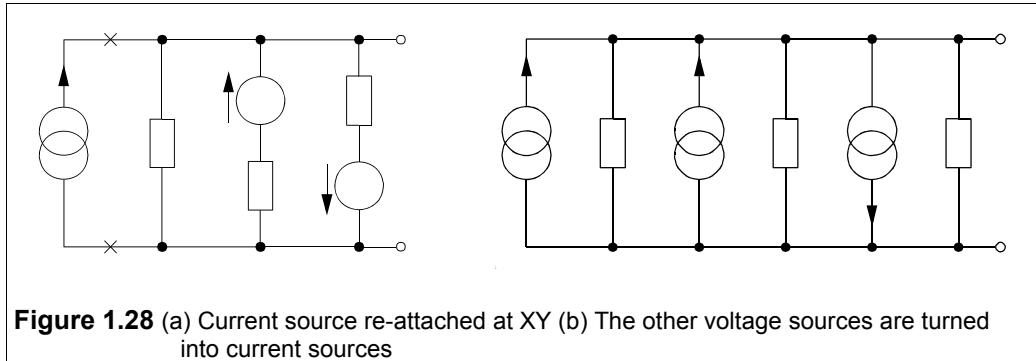 Figure 1.28 (a) Current source re-attached at XY (b) The other voltage sources are turned
into current sources